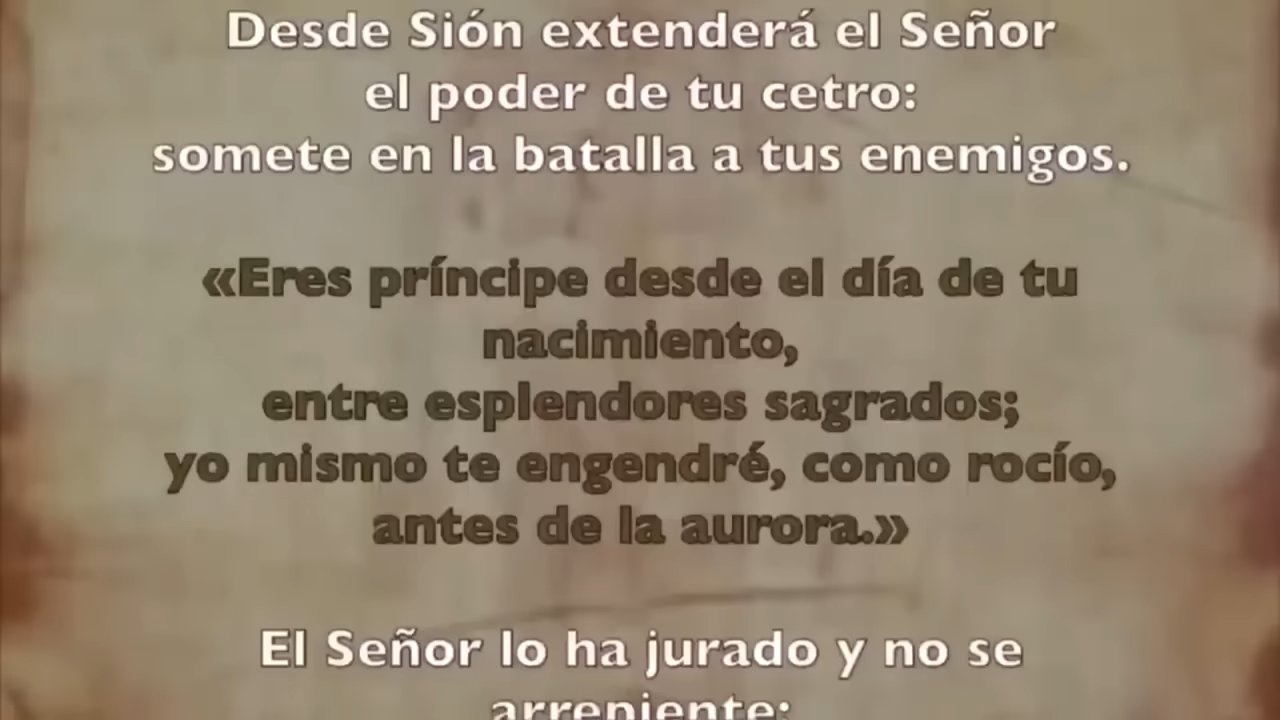 Desde Sión extenderá el Señor
el poder de tu cetro:
somete en la batalla a tus enemigos.
«Eres príncipe desde el día de tu
nacimiento,
entre esplendores sagrados;
yo mismo te engendré, como rocío,
antes de la aurora.»
El Señor lo ha jurado y no se
arrepiente: